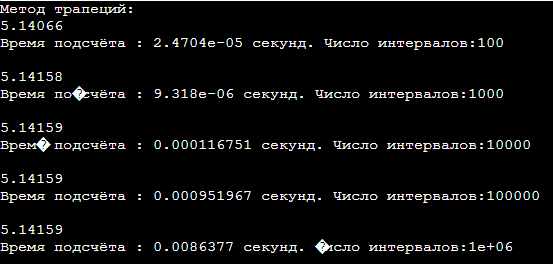 Метод трапеций:
5.14066
Время подсчёта : 2.4704e-05 секунд. Число интервалов:100
5.14158
Время по�счёта : 9.318e-06 секунд. Число интервалов:1000
5.14159
Врем� подсчёта : 0.000116751 секунд. Число интервалов:10000
5.14159
Время подсчёта : 0.000951967 секунд. Число интервалов:100000
5.14159
Время подсчёта : 0.0086377 секунд. �исло интервалов:1e+06